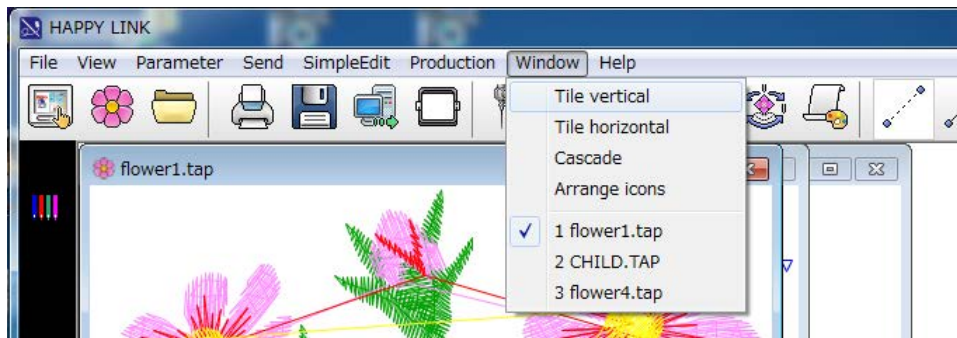 HAPPY LINK
File View Parameter Send SimpleEdit Production Window Help
Tile vertical
Tile horizontal
Cascade
Arrange icons
flower1.tap
1 flower1.tap
2 CHILD.TAP
3 flower4.tap